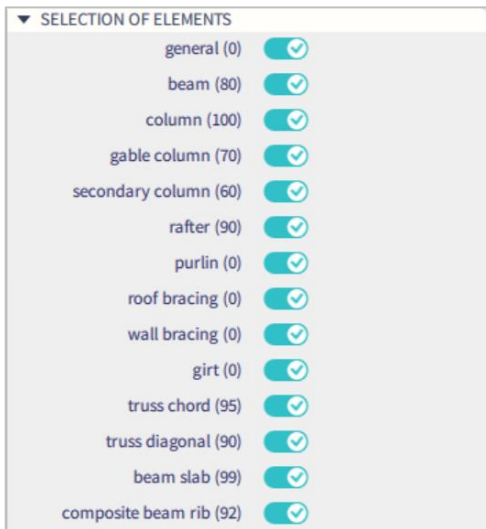 SELECTION OF ELEMENTS
general (0)
beam (80)
column (100)
gable column (70)
secondary column (60)
rafter (90)
purlin (0)
roof bracing (0)
wall bracing (0)
girt (0)
truss chord (95)
truss diagonal (90)
beam slab (99)
composite beam rib (92)